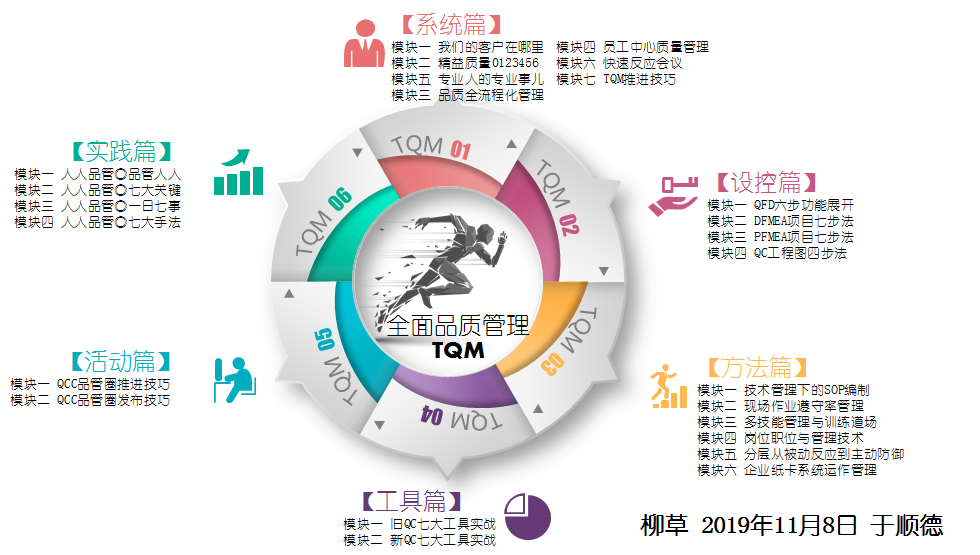 【系统篇】
模块一 我们的客户在哪里 模块四 员工中心质量管理
模块二 精益质量0123456 模块六 快速反应会议
模块五 专业人的专业事儿 模块七 TQM推进技巧
模块三 品质全流程化管理
【设控篇】
模块一 QFD六步功能展开
模块二 DFMEA项目七步法
模块三 PFMEA项目七步法
模块四 QC工程图四步法
【方法篇】
模块一 技术管理下的SOP编制
模块二 现场作业遵守率管理
模块三 多技能管理与训练道场
模块四 岗位职位与管理技术
模块五 分层从被动反应到主动防御
模块六 企业纸卡系统运作管理
【工具篇】
模块一 旧QC七大工具实战
模块二 新QC七大工具实战
【活动篇】
模块一 QCC品管圈推进技巧
模块二 QCC品管圈发布技巧
【实践篇】
模块一 人人品管◎品管人人
模块二 人人品管◎七大关键
模块三 人人品管◎一日七事
模块四 人人品管◎七大手法
TQM 01
TQM 02
TQM 03
TQM 04
TQM 05
TQM 06
全面品质管理
TQM
柳草 2019年11月8日 于顺德